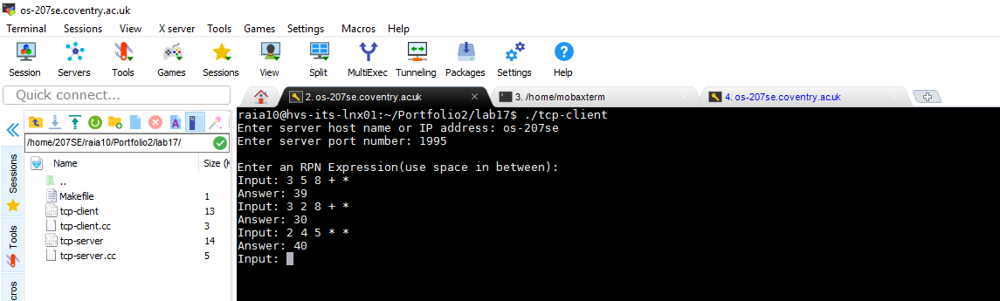 os-207se.coventry.ac.uk
Terminal Sessions View X server Tools Games Settings Macros Help
Session Servers Tools Games Sessions View Split MultiExec Tunneling Packages Settings Help
Quick connect...
2. os-207se.coventry.ac.uk
3. /home/mobaxterm
4. os-207se.coventry.ac.uk
/home/207SE/raia10/Portfolio2/lab17/
Name Size (K
..
Makefile 1
tcp-client 13
tcp-client.cc 3
tcp-server 14
tcp-server.cc 5
Sessions
Tools
raia10@hvs-its-lnx01:~/Portfolio2/lab17$ ./tcp-client
Enter server host name or IP address: os-207se
Enter server port number: 1995
Enter an RPN Expression(use space in between):
Input: 3 5 8 + *
Answer: 39
Input: 3 2 8 + *
Answer: 30
Input: 2 4 5 * *
Answer: 40
Input: